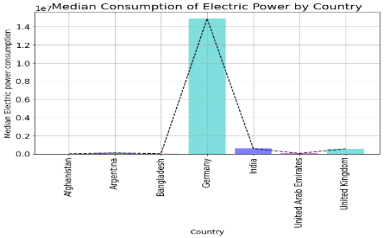 1e7
Median Consumption of Electric Power by Country
Median Electric power consumption
1.4
1.2
1.0
0.8
0.6
0.4
0.2
0.0
Afghanistan
Argentina
Bangladesh
Germany
India
United Arab Emirates
United Kingdom
Country